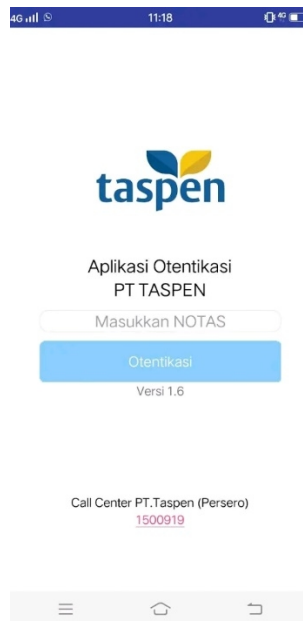 4G 11:18 49
taspen
Aplikasi Otentikasi
PT TASPEN
Masukkan NOTAS
Otentikasi
Versi 1.6
Call Center PT.Taspen (Persero)
1500919